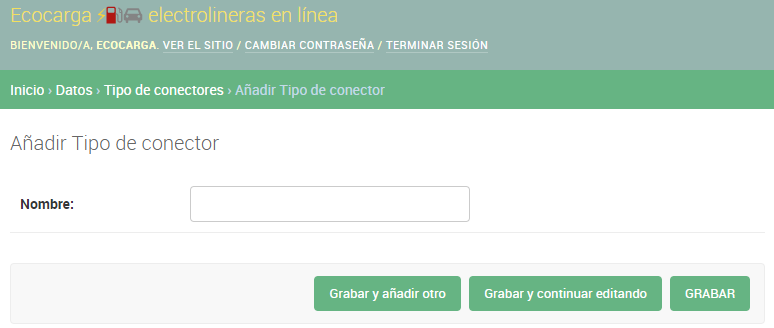 Ecocarga ⚡⛽🚗 electrolineras en línea
BIENVENIDO/A, ECOCARGA. VER EL SITIO / CAMBIAR CONTRASEÑA / TERMINAR SESIÓN
Inicio › Datos › Tipo de conectores › Añadir Tipo de conector
Añadir Tipo de conector
Nombre:
Grabar y añadir otro Grabar y continuar editando GRABAR